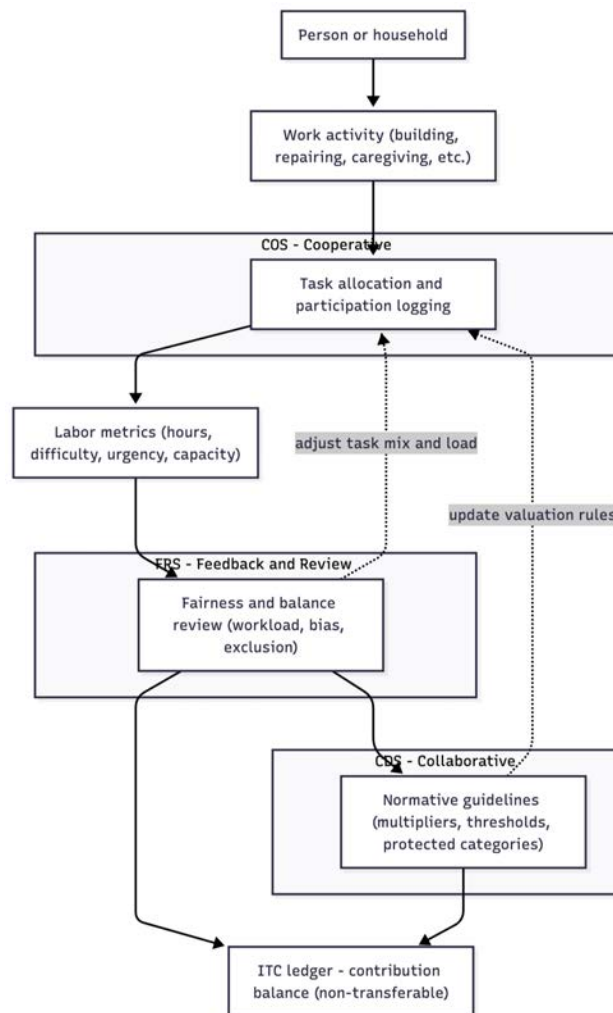 Person or household
Work activity (building,
repairing, caregiving, etc.)
COS - Cooperative
Task allocation and
participation logging
Labor metrics (hours,
difficulty, urgency, capacity)
adjust task mix and load
update valuation rules
FRS - Feedback and Review
Fairness and balance
review (workload, bias,
exclusion)
CDS - Collaborative
Normative guidelines
(multipliers, thresholds,
protected categories)
ITC ledger - contribution
balance (non-transferable)